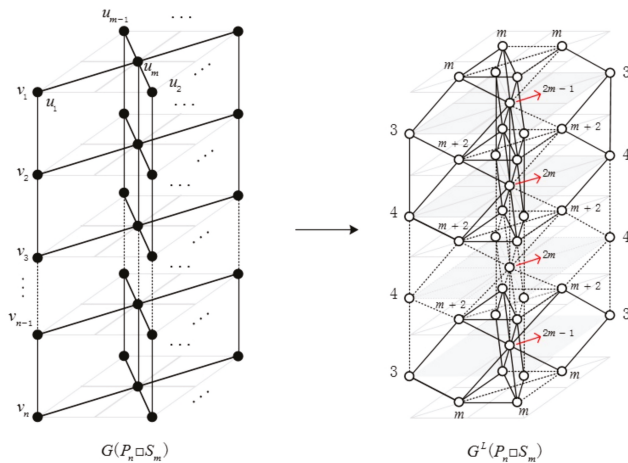 u_{m-1} ...
u_m
v_1 u_1 u_2 ...
v_2 ...
v_3 ...
⋮
v_{n-1} ...
v_n ...
G(P_n□S_m)
m m
m 3
2m-1
3 m+2 m+2
4
2m
4 m+2 m+2
4
2m
4 m+2 m+2
3
2m-1
3
m m
m
G^L(P_n□S_m)